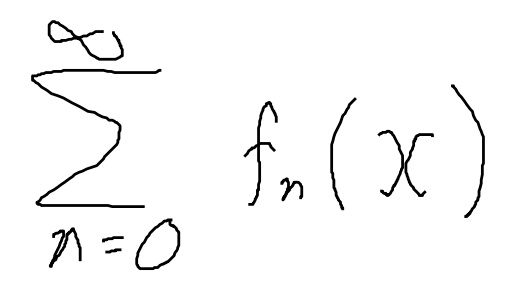 ∞
∑ fₙ(x)
n=0